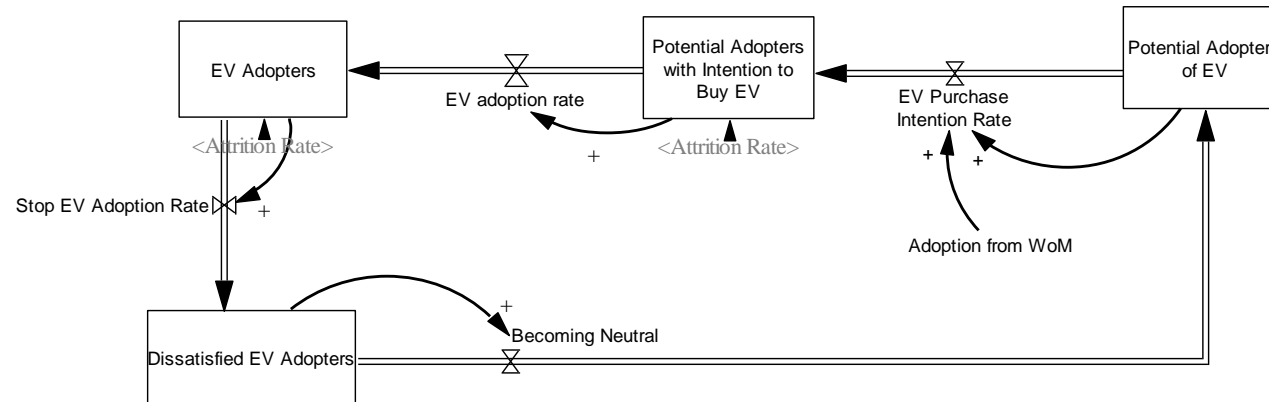 EV Adopters
Potential Adopters
with Intention to
Buy EV
Potential Adopter
of EV
EV adoption rate
EV Purchase
Intention Rate
<Attrition Rate>
<Attrition Rate>
+
+
+
Stop EV Adoption Rate
+
Adoption from WoM
+
Becoming Neutral
Dissatisfied EV Adopters